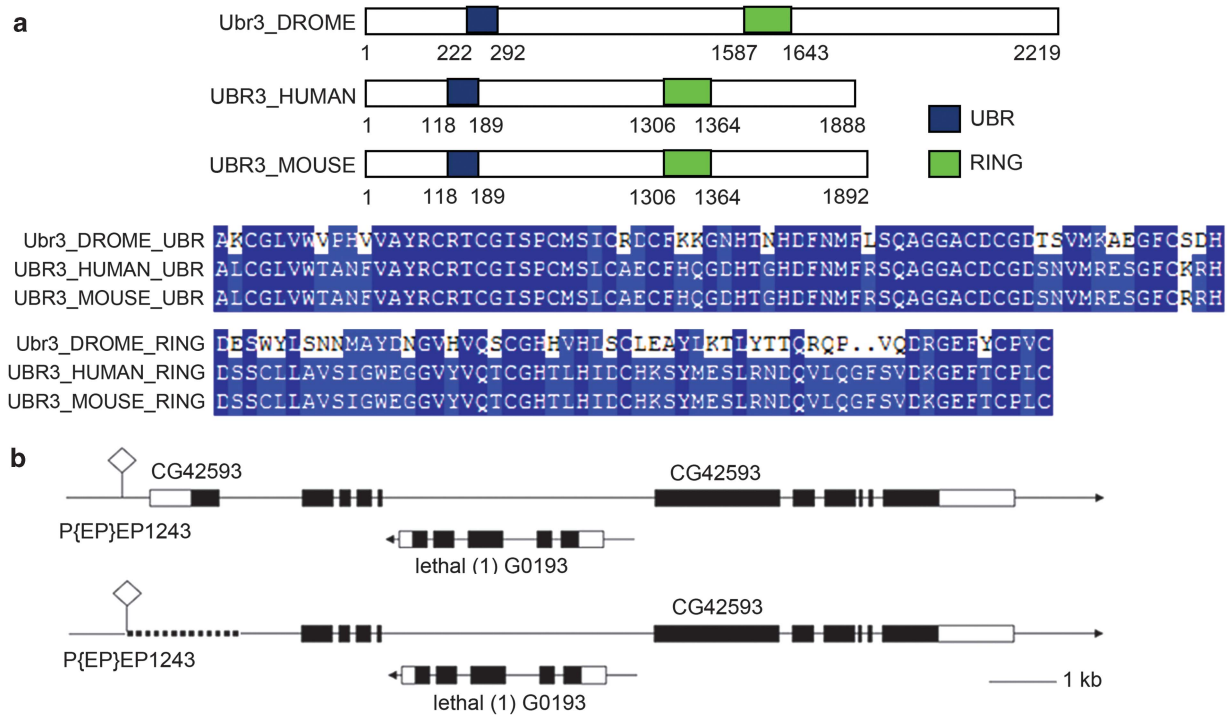 a
Ubr3_DROME
1 222 292 1587 1643 2219
UBR3_HUMAN
1 118 189 1306 1364 1888
UBR3_MOUSE
1 118 189 1306 1364 1892
UBR
RING
Ubr3_DROME_UBR AKCGLVWVPHVVAYRCRTCGISPCMSICRDCFKKGNHTNHDFNMFLSQAGGACDCGDTSVMKAEGFCSDH
UBR3_HUMAN_UBR ALCGLVWTANFVAYRCRTCGISPCMSLCAECFHQGDHTGHDFNMFRSQAGGACDCGDSNVMRESGFCKRH
UBR3_MOUSE_UBR ALCGLVWTANFVAYRCRTCGISPCMSLCAECFHQGDHTGHDFNMFRSQAGGACDCGDSNVMRESGFCRRH
Ubr3_DROME_RING DESWYLSNNMAYDNGVHVQSCGHHVHLSCLEAYLKTLYTTQRQP..VQDRGEFYCPVC
UBR3_HUMAN_RING DSSCLLAVSIGWEGGVYVQTCGHTLHIDCHKSYMESLRNDQVLQGFSVDKGEFTCPLC
UBR3_MOUSE_RING DSSCLLAVSIGWEGGVYVQTCGHTLHIDCHKSYMESLRNDQVLQGFSVDKGEFTCPLC
b
CG42593 CG42593
P{EP}EP1243
lethal (1) G0193
CG42593
P{EP}EP1243
lethal (1) G0193
1 kb